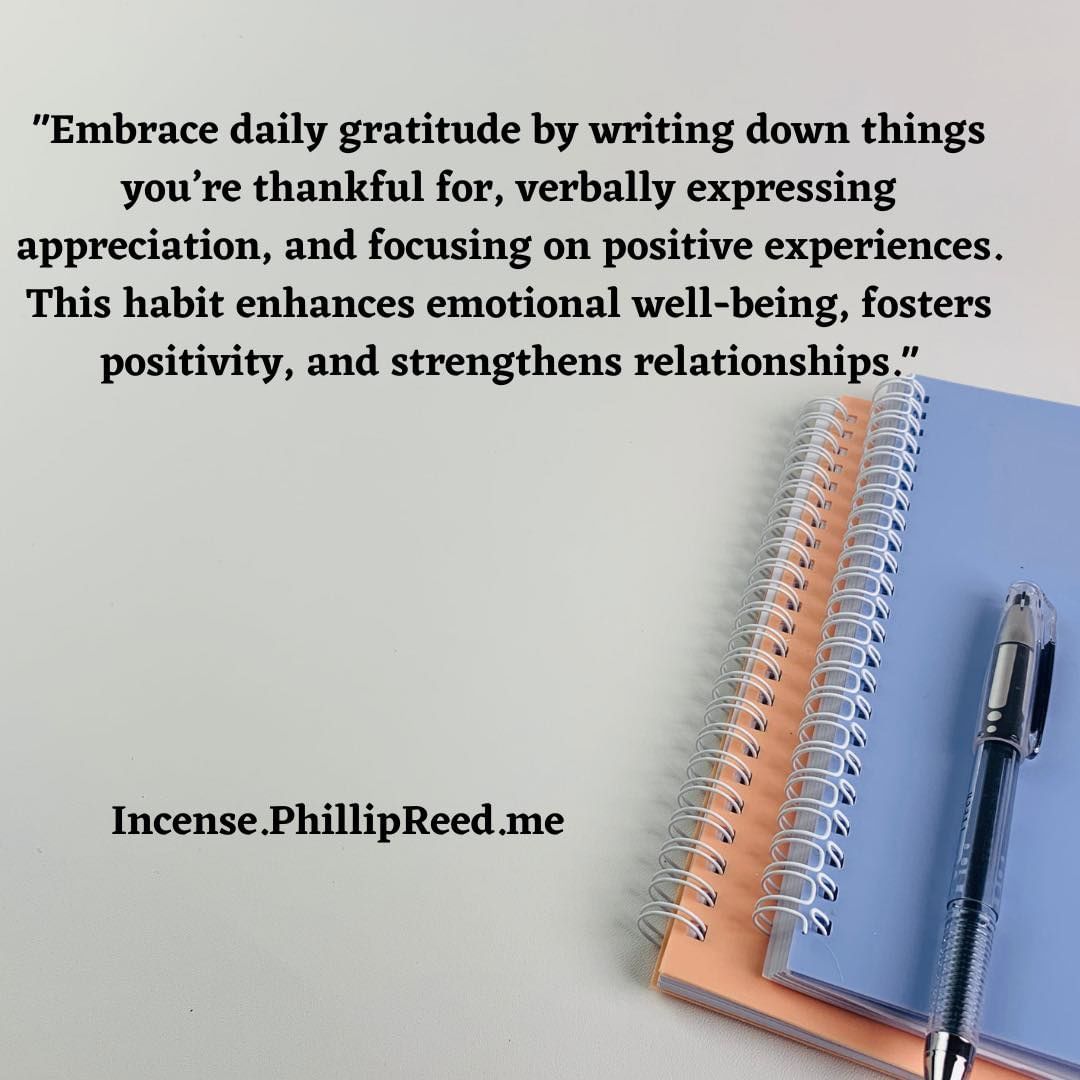 "Embrace daily gratitude by writing down things
you’re thankful for, verbally expressing
appreciation, and focusing on positive experiences.
This habit enhances emotional well-being, fosters
positivity, and strengthens relationships."
Incense.PhillipReed.me